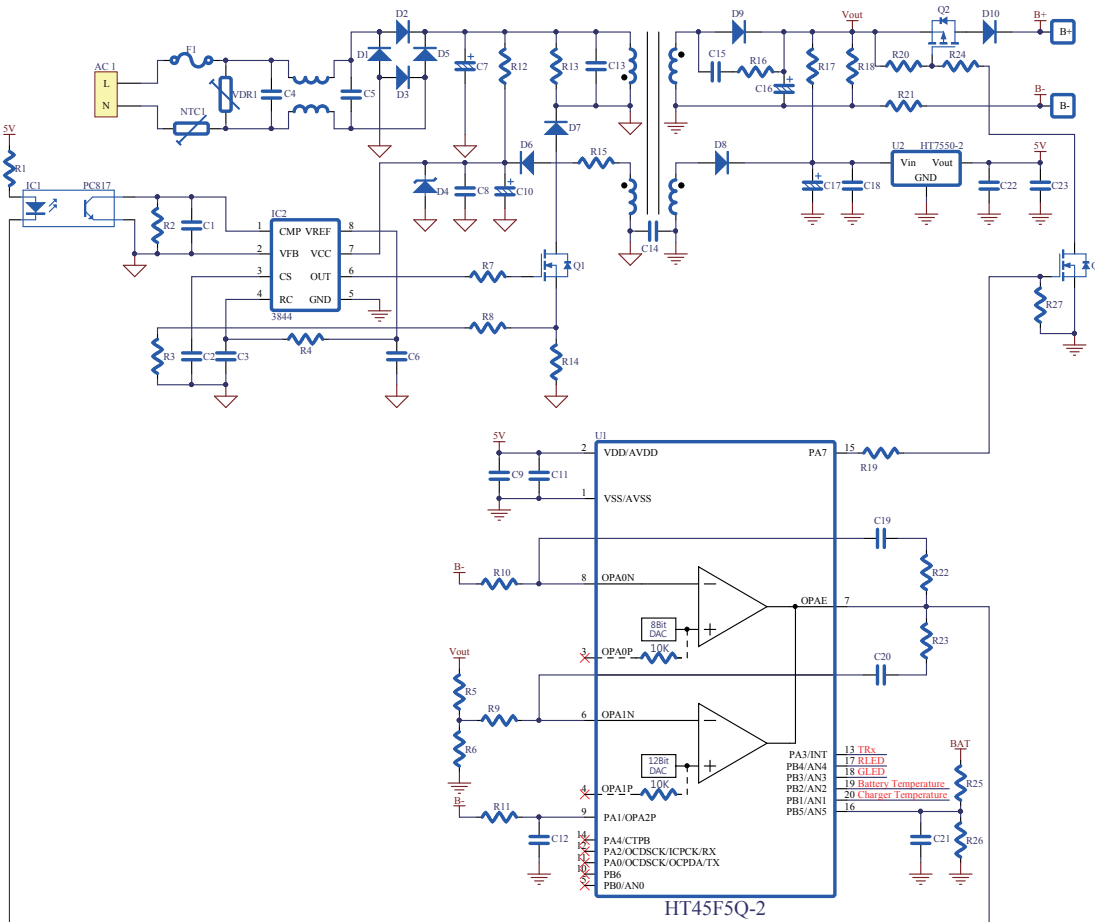 D2
D9
Vout
Q2
D10
B+
B+
F1
D1
D5
C7
R12
R13
C13
C15
R16
C16
R17
R18
R20
R24
AC 1
L
N
VDR1
C4
C5
D3
NTC1
R21
B-
B-
5V
R1
D7
D6
R15
D8
U2
HT7550-2
Vin
Vout
GND
5V
IC1
PC817
D4
C8
C10
C17
C18
C22
C23
R2
C1
IC2
C14
1
CMP
VREF
8
2
VFB
VCC
7
3
CS
OUT
6
4
RC
GND
5
3844
R7
Q1
Q
R27
R8
R3
C2
C3
R4
C6
R14
5V
U1
2
VDD/AVDD
PA7
15
R19
C9
C11
1
VSS/AVSS
C19
B-
R10
8
OPA0N
R22
OPAE
7
8Bit
DAC
3
OPA0P
10K
R23
C20
Vout
R5
R9
6
OPA1N
R6
12Bit
DAC
4
OPA1P
10K
PA3/INT
13
TRx
PB4/AN4
17
RLED
PB3/AN3
18
GLED
PB2/AN2
19
Battery Temperature
PB1/AN1
20
Charger Temperature
PB5/AN5
16
BAT
R25
B-
R11
9
PA1/OPA2P
C12
C21
R26
14
PA4/CTPB
12
PA2/OCDSCK/ICPCK/RX
11
PA0/OCDSCK/OCPDA/TX
10
PB6
5
PB0/AN0
HT45F5Q-2